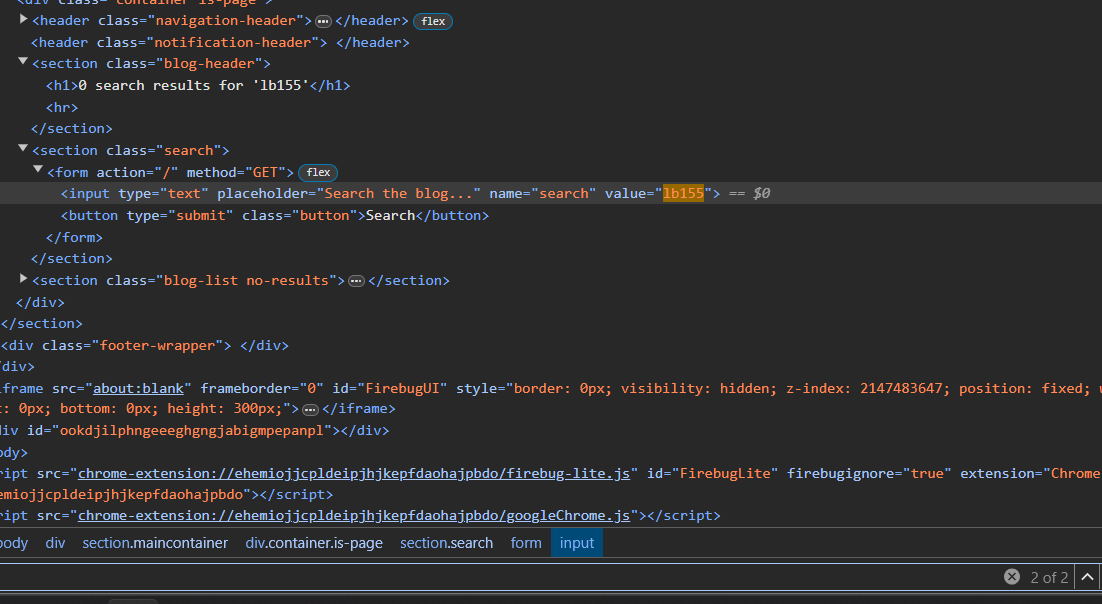 <div class="container is-page">
<header class="navigation-header"> … </header> flex
<header class="notification-header"> </header>
<section class="blog-header">
<h1>0 search results for 'lb155'</h1>
<hr>
</section>
<section class="search">
<form action="/" method="GET"> flex
<input type="text" placeholder="Search the blog..." name="search" value="lb155"> == $0
<button type="submit" class="button">Search</button>
</form>
</section>
<section class="blog-list no-results"> … </section>
</div>
</section>
<div class="footer-wrapper"> </div>
/div>
iframe src="about:blank" frameborder="0" id="FirebugUI" style="border: 0px; visibility: hidden; z-index: 2147483647; position: fixed; w
t: 0px; bottom: 0px; height: 300px;"> … </iframe>
div id="ookdjilphngeeeghgngjabigmpepanpl"></div>
ody>
ript src="chrome-extension://ehemiojjcpldeipjhjkepfdaohajpbdo/firebug-lite.js" id="FirebugLite" firebugignore="true" extension="Chrome
emiojjcpldeipjhjkepfdaohajpbdo"></script>
ript src="chrome-extension://ehemiojjcpldeipjhjkepfdaohajpbdo/googleChrome.js"></script>
body div section.maincontainer div.container.is-page section.search form input
2 of 2